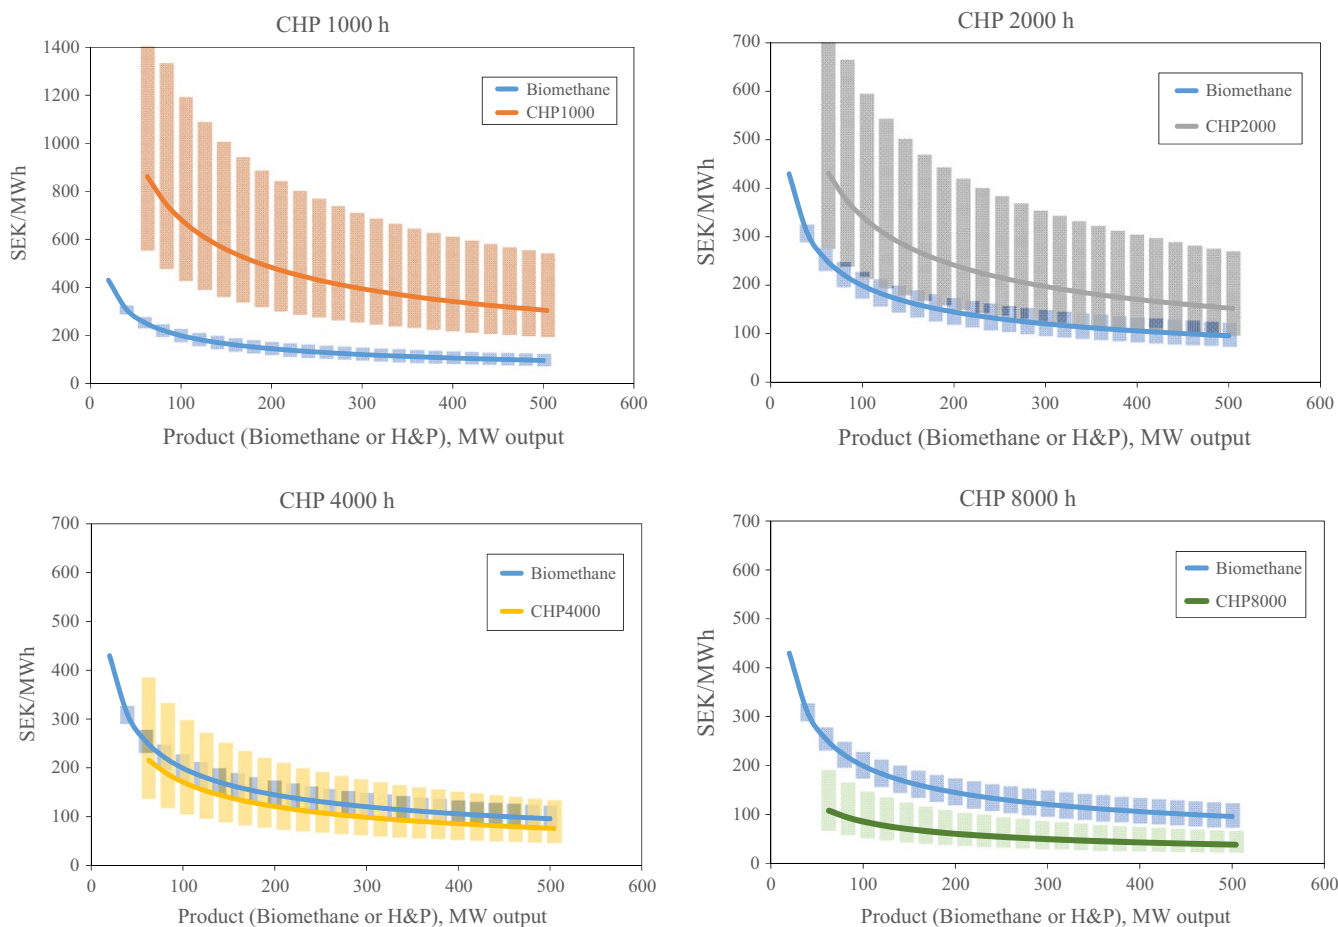 CHP 1000 h
1400
1200
1000
800
600
400
200
0
SEK/MWh
Biomethane
CHP1000
0 100 200 300 400 500 600
Product (Biomethane or H&P), MW output
CHP 2000 h
700
600
500
400
300
200
100
0
SEK/MWh
Biomethane
CHP2000
0 100 200 300 400 500 600
Product (Biomethane or H&P), MW output
CHP 4000 h
700
600
500
400
300
200
100
0
SEK/MWh
Biomethane
CHP4000
0 100 200 300 400 500 600
Product (Biomethane or H&P), MW output
CHP 8000 h
700
600
500
400
300
200
100
0
SEK/MWh
Biomethane
CHP8000
0 100 200 300 400 500 600
Product (Biomethane or H&P), MW output